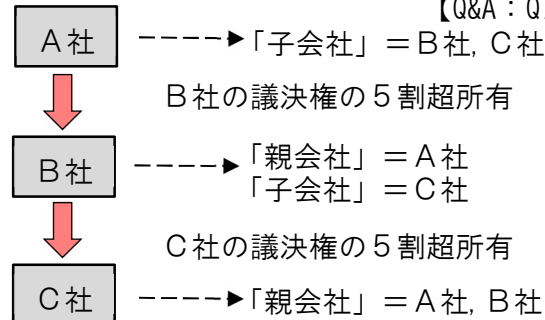 【Q&A：Q
A社
「子会社」＝B社, C社
B社の議決権の５割超所有
B社
「親会社」＝A社
「子会社」＝C社
C社の議決権の５割超所有
C社
「親会社」＝A社, B社